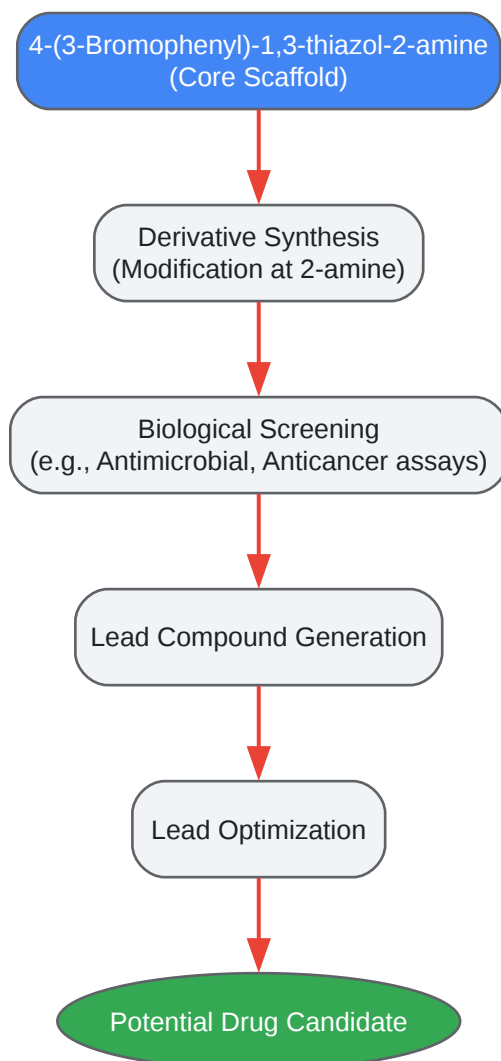 4-(3-Bromophenyl)-1,3-thiazol-2-amine
(Core Scaffold)
Derivative Synthesis
(Modification at 2-amine)
Biological Screening
(e.g., Antimicrobial, Anticancer assays)
Lead Compound Generation
Lead Optimization
Potential Drug Candidate